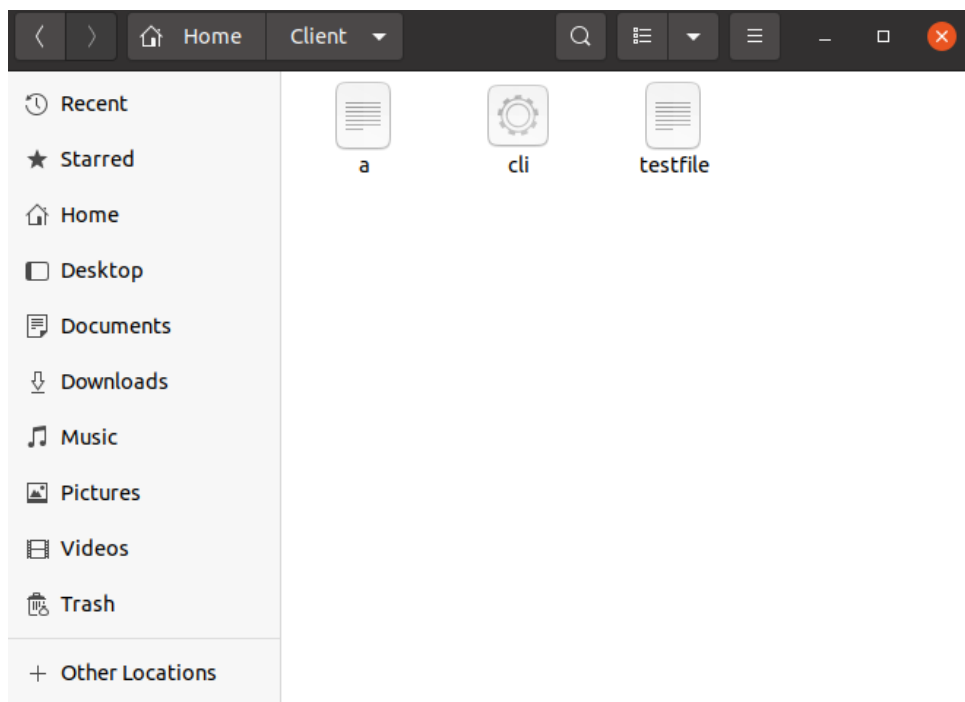 Home Client
Recent
Starred
Home
Desktop
Documents
Downloads
Music
Pictures
Videos
Trash
Other Locations
a cli testfile